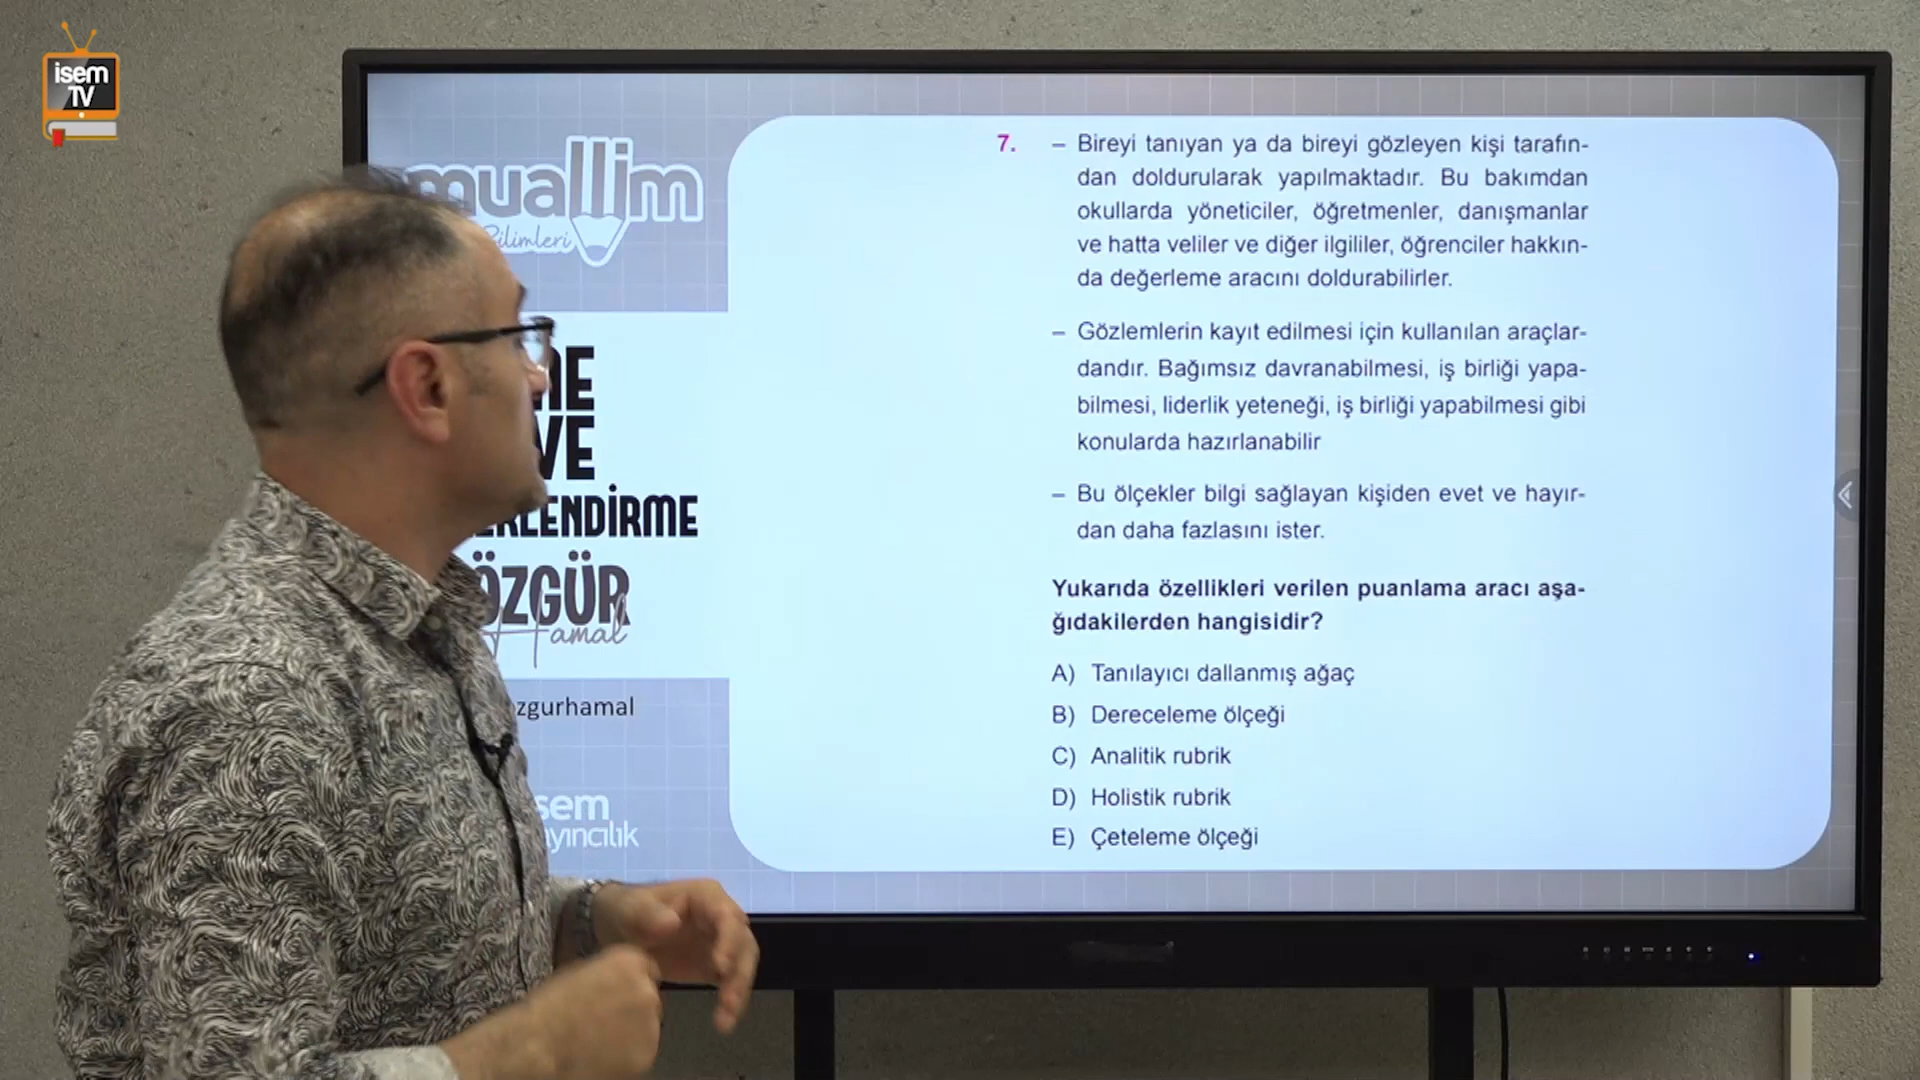 isem
TV
muallim
Bilimleri
VE
ÖZGÜR
Hamal
zgurhamal
7. – Bireyi tanıyan ya da bireyi gözleyen kişi tarafın-
dan doldurularak yapılmaktadır. Bu bakımdan
okullarda yöneticiler, öğretmenler, danışmanlar
ve hatta veliler ve diğer ilgililer, öğrenciler hakkın-
da değerleme aracını doldurabilirler.
– Gözlemlerin kayıt edilmesi için kullanılan araçlar-
dandır. Bağımsız davranabilmesi, iş birliği yapa-
bilmesi, liderlik yeteneği, iş birliği yapabilmesi gibi
konularda hazırlanabilir
– Bu ölçekler bilgi sağlayan kişiden evet ve hayır-
dan daha fazlasını ister.
Yukarıda özellikleri verilen puanlama aracı aşa-
ğıdakilerden hangisidir?
A) Tanılayıcı dallanmış ağaç
B) Dereceleme ölçeği
C) Analitik rubrik
D) Holistik rubrik
E) Çeteleme ölçeği